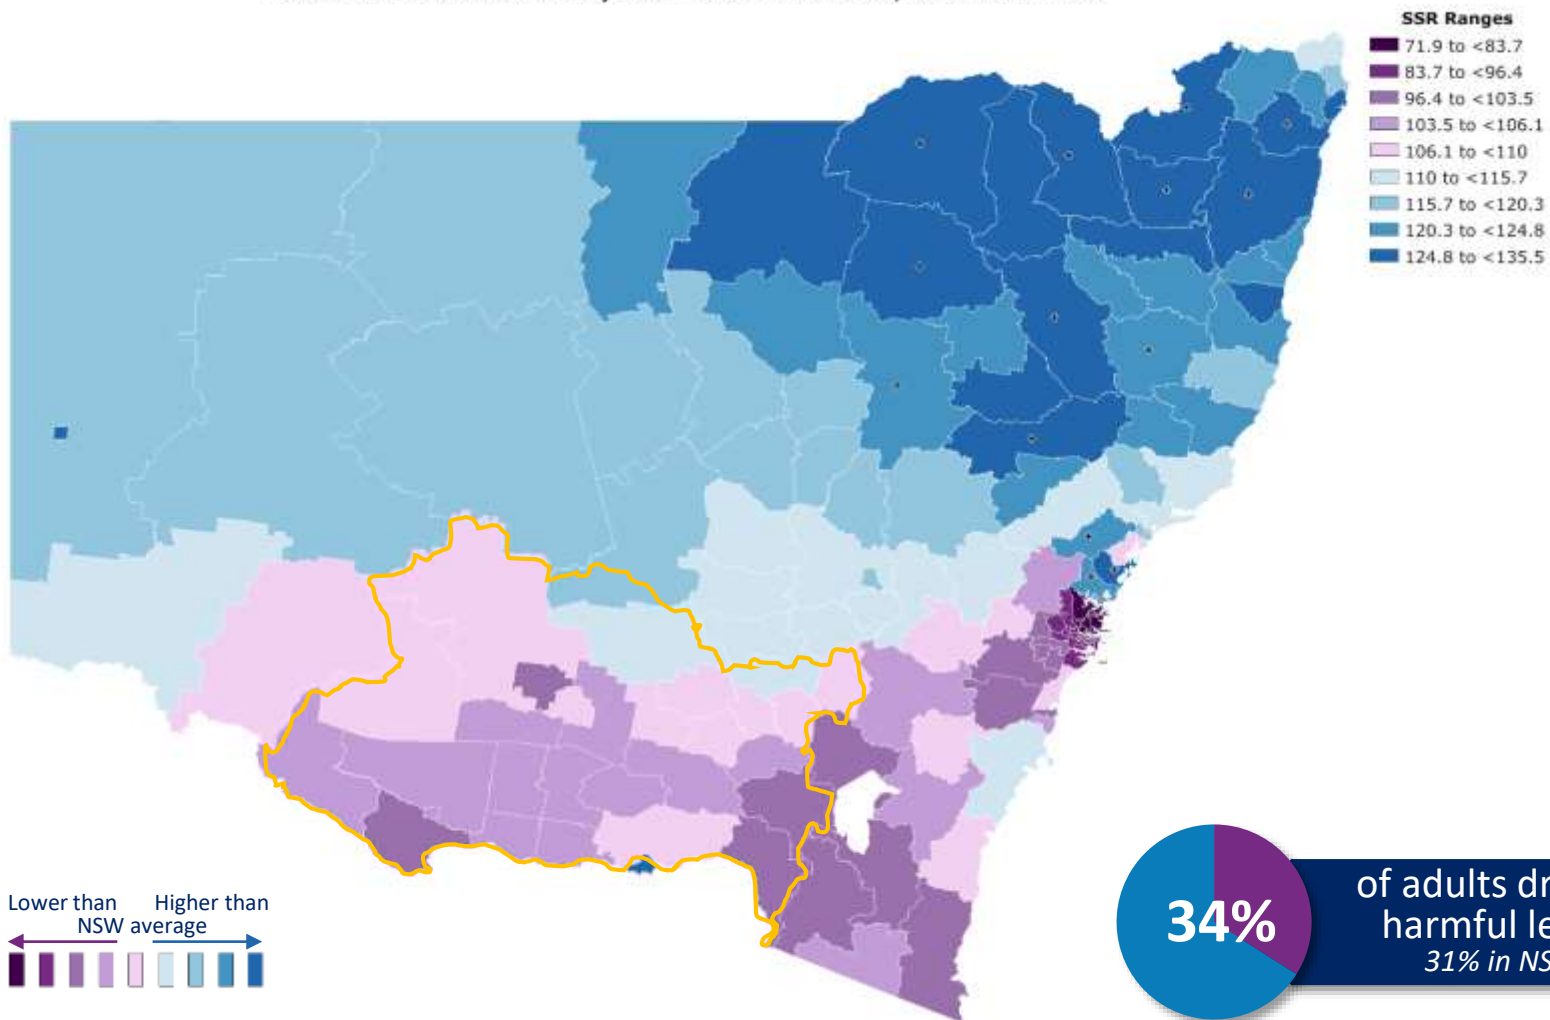 SSR Ranges
71.9 to <83.7
83.7 to <96.4
96.4 to <103.5
103.5 to <106.1
106.1 to <110
110 to <115.7
115.7 to <120.3
120.3 to <124.8
124.8 to <135.5
Lower than Higher than
NSW average
34%
of adults
harmful
31% in